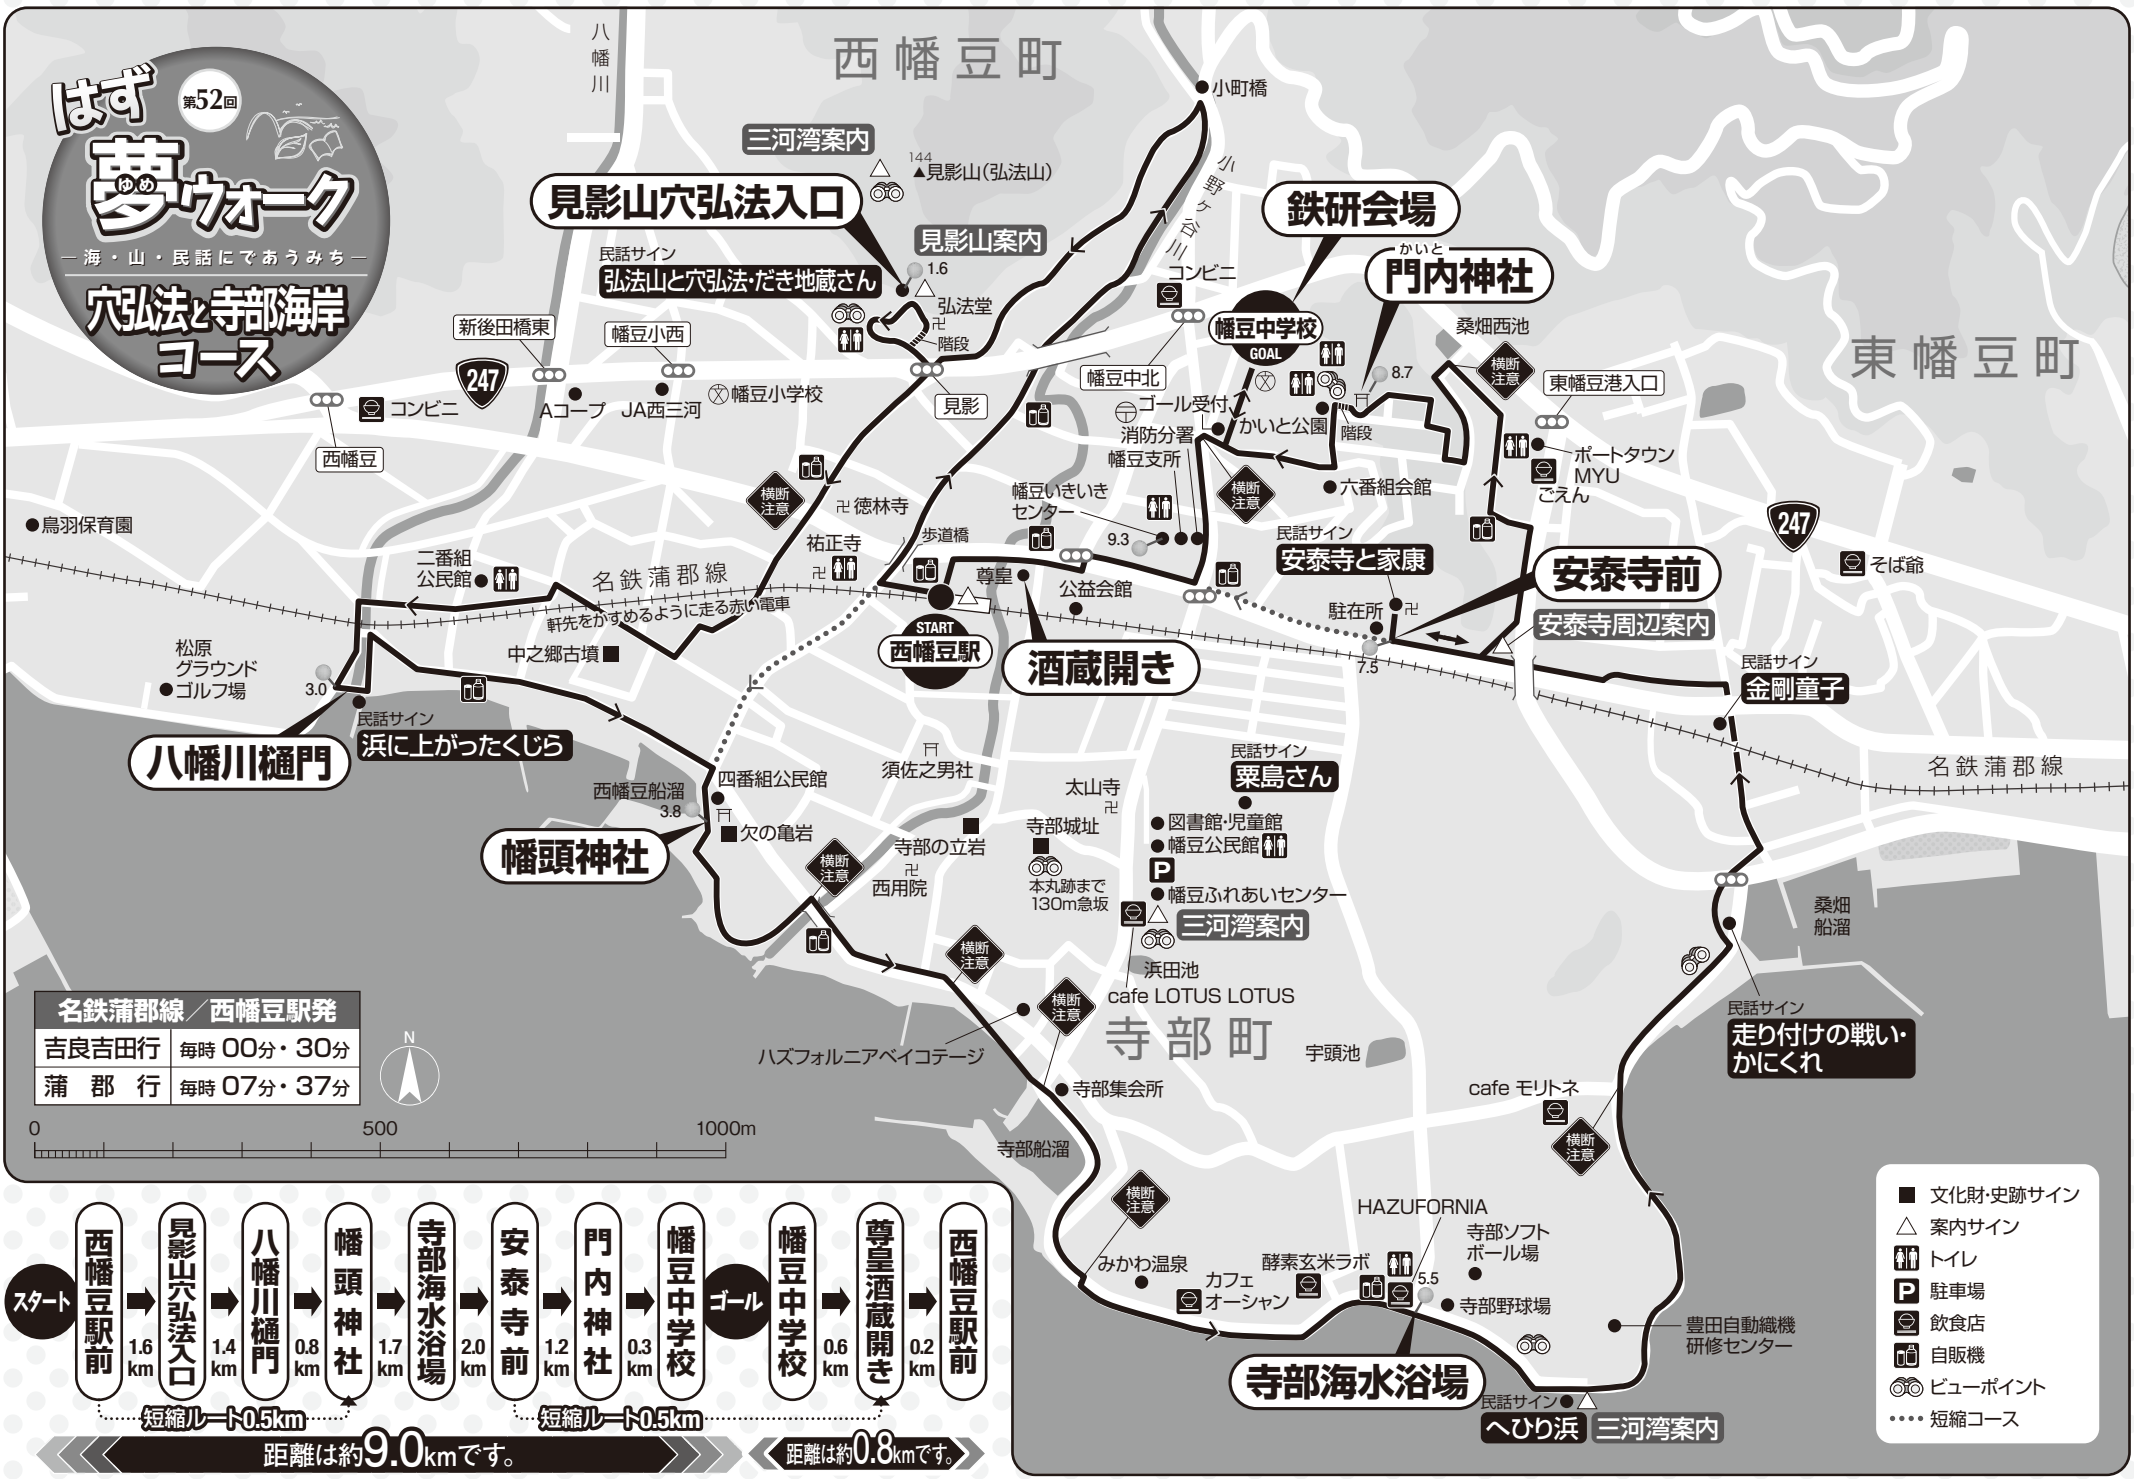 はず
第52回
夢ウォーク
ゆめ
海・山・民話にであうみち
穴弘法と寺部海岸
コース
八幡川
西幡豆町
小町橋
三河湾案内
144
▲見影山(弘法山)
小野ヶ谷川
見影山穴弘法入口
見影山案内
民話サイン
弘法山と穴弘法・だき地蔵さん
1.6
弘法堂
階段
鉄研会場
かいと
門内神社
コンビニ
幡豆中学校
GOAL
桑畑西池
横断注意
東幡豆町
新後田橋東
幡豆小西
247
コンビニ
Aコープ
JA西三河
幡豆小学校
西幡豆
見影
幡豆中北
ゴール受付
消防分署
幡豆支所
かいと公園
階段
8.7
東幡豆港入口
ポートタウン
MYU
ごえん
六番組会館
横断注意
横断注意
徳林寺
幡豆いきいき
センター
9.3
歩道橋
民話サイン
安泰寺と家康
安泰寺前
247
そば爺
鳥羽保育園
二番組
公民館
名鉄蒲郡線
軒先をかすめるように走る赤い電車
祐正寺
尊皇
公益会館
駐在所
安泰寺周辺案内
7.5
START
西幡豆駅
酒蔵開き
中之郷古墳
松原
グラウンド
ゴルフ場
3.0
民話サイン
浜に上がったくじら
八幡川樋門
民話サイン
金剛童子
名鉄蒲郡線
西幡豆船溜
3.8
四番組公民館
欠の亀岩
幡頭神社
須佐之男社
寺部の立岩
西用院
横断注意
太山寺
寺部城址
本丸跡まで
130m急坂
民話サイン
粟島さん
図書館・児童館
幡豆公民館
P
幡豆ふれあいセンター
三河湾案内
浜田池
cafe LOTUS LOTUS
横断注意
横断注意
ハズフォルニアベイコテージ
寺部町
宇頭池
寺部集会所
寺部船溜
桑畑
船溜
民話サイン
走り付けの戦い・
かにくれ
cafe モリトネ
横断注意
横断注意
みかわ温泉
カフェ
オーシャン
酵素玄米ラボ
HAZUFORNIA
5.5
寺部ソフト
ボール場
寺部野球場
寺部海水浴場
豊田自動織機
研修センター
民話サイン
へひり浜
三河湾案内
名鉄蒲郡線／西幡豆駅発
吉良吉田行 毎時 00分・30分
蒲郡行 毎時 07分・37分
N
0 500 1000m
スタート
西幡豆駅前
1.6km
見影山穴弘法入口
1.4km
八幡川樋門
0.8km
幡頭神社
1.7km
寺部海水浴場
2.0km
安泰寺前
1.2km
門内神社
0.3km
幡豆中学校
ゴール
幡豆中学校
0.6km
尊皇酒蔵開き
0.2km
西幡豆駅前
短縮ルート0.5km
短縮ルート0.5km
距離は約9.0kmです。
距離は約0.8kmです。
文化財・史跡サイン
案内サイン
トイレ
P 駐車場
飲食店
自販機
ビューポイント
短縮コース